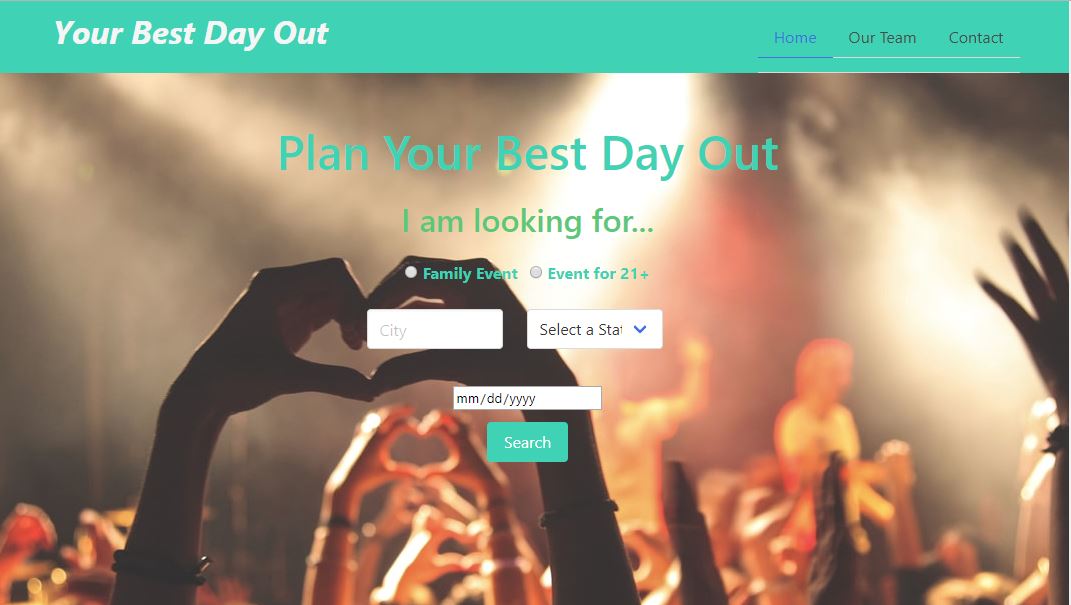 Your Best Day Out
Home Our Team Contact
Plan Your Best Day Out
I am looking for...
Family Event Event for 21+
City Select a Stat
mm/dd/yyyy
Search